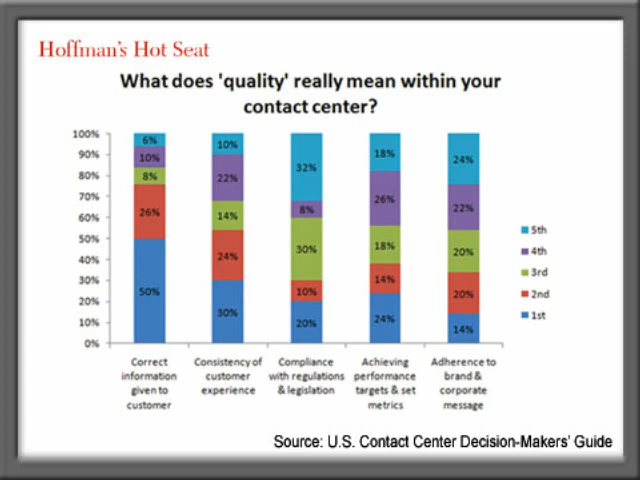 Hoffman's Hot Seat
What does 'quality' really mean within your
contact center?
100%
90%
80%
70%
60%
50%
40%
30%
20%
10%
0%
6%
10%
8%
26%
50%
10%
22%
14%
24%
30%
32%
8%
30%
10%
20%
18%
26%
18%
14%
24%
24%
22%
20%
20%
14%
5th
4th
3rd
2nd
1st
Correct
information
given to
customer
Consistency of
customer
experience
Compliance
with regulations
& legislation
Achieving
performance
targets & set
metrics
Adherence to
brand &
corporate
message
Source: U.S. Contact Center Decision-Makers' Guide